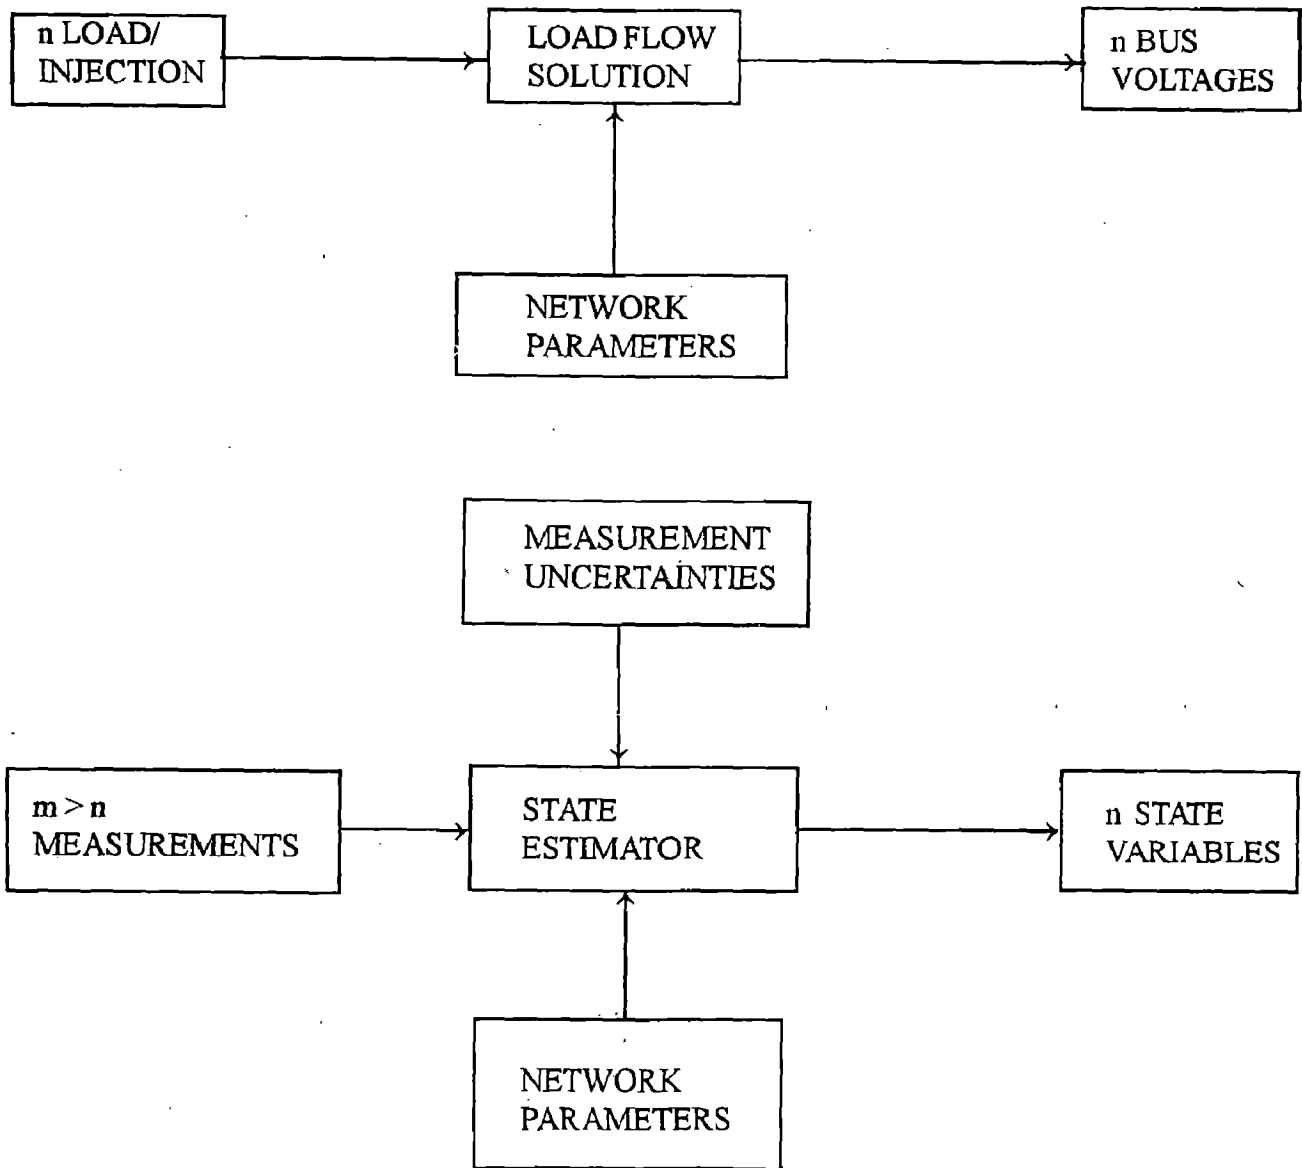 n LOAD/
INJECTION
LOAD FLOW
SOLUTION
n BUS
VOLTAGES
NETWORK
PARAMETERS
MEASUREMENT
UNCERTAINTIES
m > n
MEASUREMENTS
STATE
ESTIMATOR
n STATE
VARIABLES
NETWORK
PARAMETERS